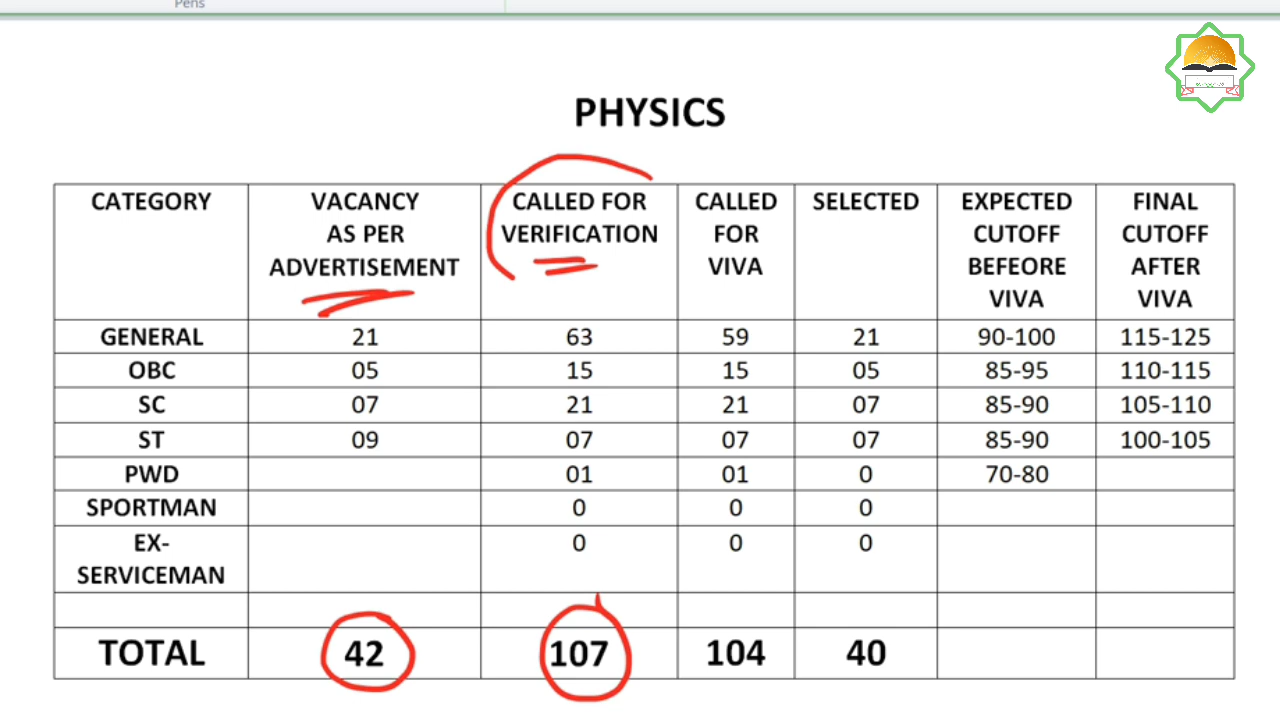 Pens
PHYSICS
CATEGORY VACANCY AS PER ADVERTISEMENT CALLED FOR VERIFICATION CALLED FOR VIVA SELECTED EXPECTED CUTOFF BEFEORE VIVA FINAL CUTOFF AFTER VIVA
GENERAL 21 63 59 21 90-100 115-125
OBC 05 15 15 05 85-95 110-115
SC 07 21 21 07 85-90 105-110
ST 09 07 07 07 85-90 100-105
PWD 01 01 0 70-80
SPORTMAN 0 0 0
EX-SERVICEMAN 0 0 0
TOTAL 42 107 104 40